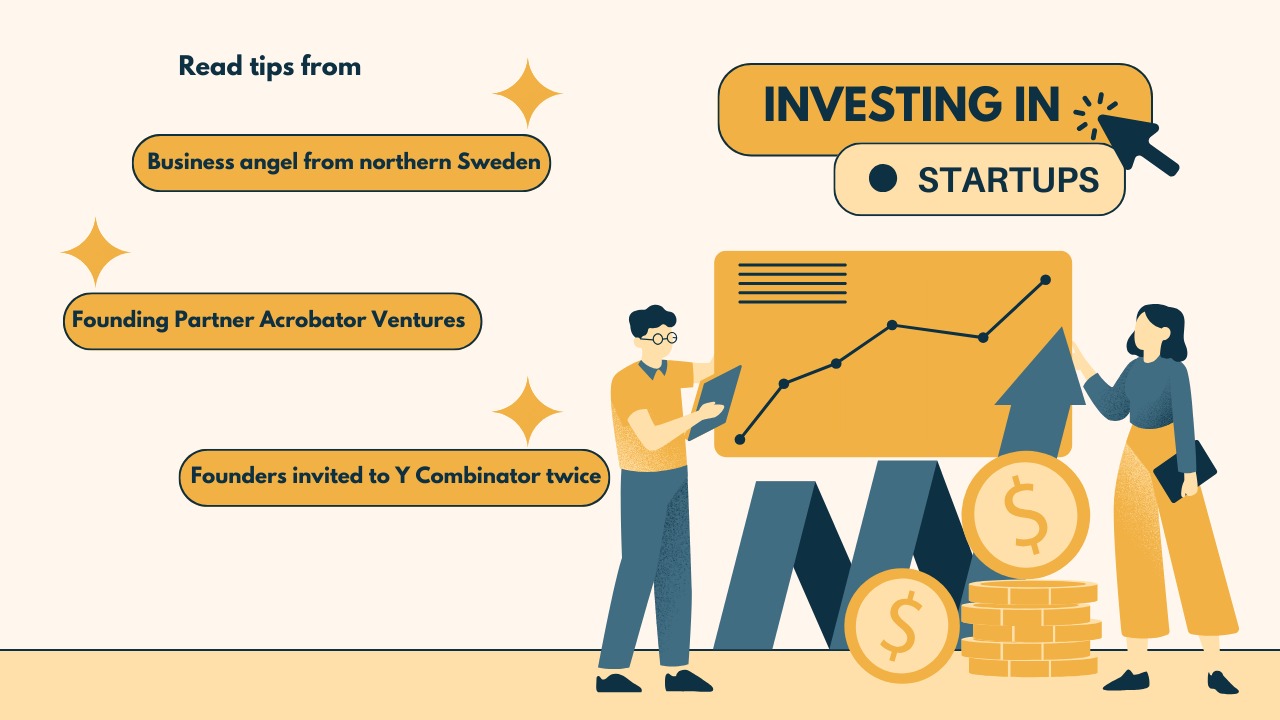 Read tips from
Business angel from northern Sweden
Founding Partner Acrobator Ventures
Founders invited to Y Combinator twice
INVESTING IN
STARTUPS
$
$